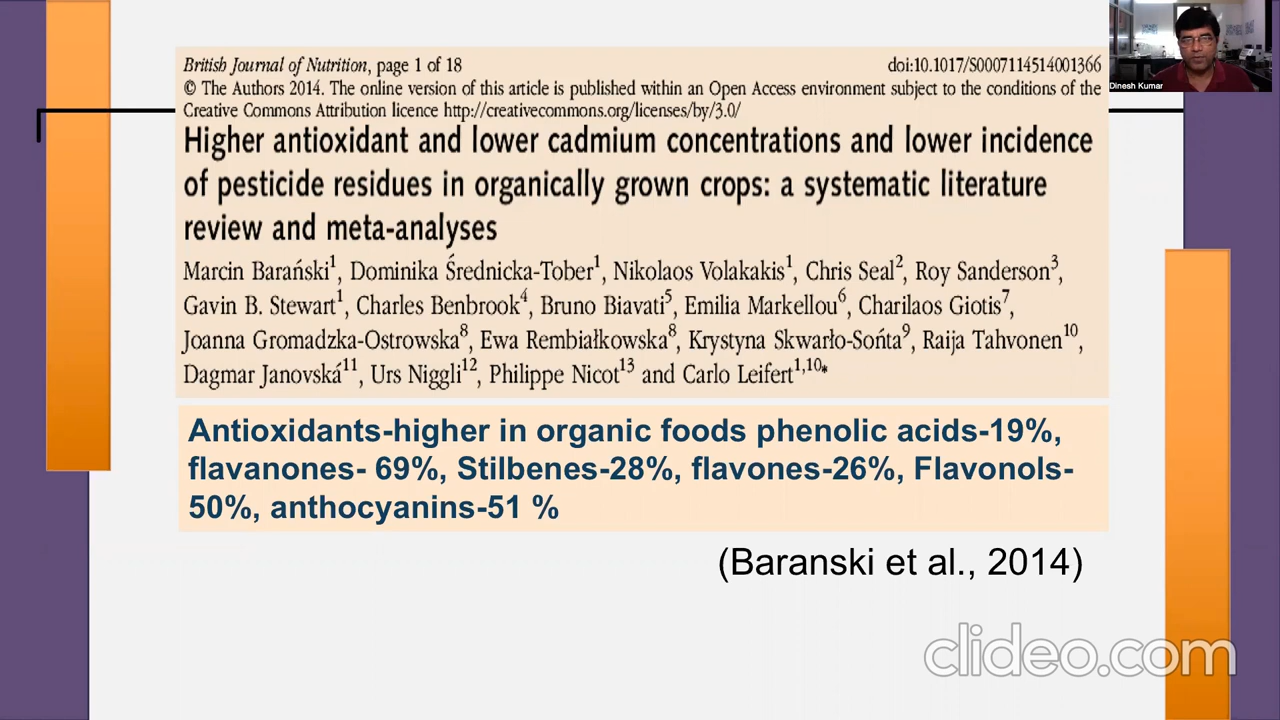 British Journal of Nutrition, page 1 of 18 doi:10.1017/S0007114514001366
© The Authors 2014. The online version of this article is published within an Open Access environment subject to the conditions of the
Creative Commons Attribution licence http://creativecommons.org/licenses/by/3.0/
Higher antioxidant and lower cadmium concentrations and lower incidence
of pesticide residues in organically grown crops: a systematic literature
review and meta-analyses
Marcin Barański1, Dominika Średnicka-Tober1, Nikolaos Volakakis1, Chris Seal2, Roy Sanderson3,
Gavin B. Stewart1, Charles Benbrook4, Bruno Biavati5, Emilia Markellou6, Charilaos Giotis7,
Joanna Gromadzka-Ostrowska8, Ewa Rembiałkowska8, Krystyna Skwarło-Sońta9, Raija Tahvonen10,
Dagmar Janovská11, Urs Niggli12, Philippe Nicot13 and Carlo Leifert1,10*
Antioxidants-higher in organic foods phenolic acids-19%,
flavanones- 69%, Stilbenes-28%, flavones-26%, Flavonols-
50%, anthocyanins-51 %
(Baranski et al., 2014)
Dinesh Kumar
clideo.com